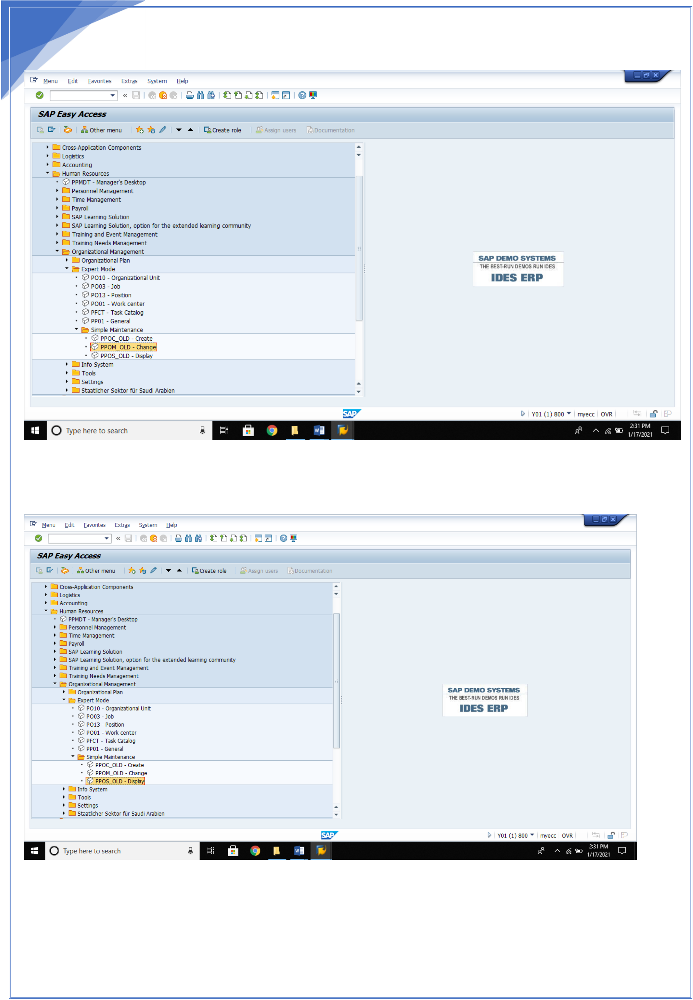 Menu Edit Favorites Extras System Help
SAP Easy Access
Other menu Create role Assign users Documentation
Cross-Application Components
Logistics
Accounting
Human Resources
PPMDT - Manager's Desktop
Personnel Management
Time Management
Payroll
SAP Learning Solution
SAP Learning Solution, option for the extended learning community
Training and Event Management
Training Needs Management
Organizational Management
Organizational Plan
Expert Mode
PO10 - Organizational Unit
PO03 - Job
PO13 - Position
PO01 - Work center
PFCT - Task Catalog
PP01 - General
Simple Maintenance
PPOC_OLD - Create
PPOM_OLD - Change
PPOS_OLD - Display
Info System
Tools
Settings
Staatlicher Sektor für Saudi Arabien
SAP DEMO SYSTEMS
THE BEST-RUN DEMOS RUN IDES
IDES ERP
SAP
Y01 (1) 800 myecc OVR
Type here to search
2:31 PM
1/17/2021
Menu Edit Favorites Extras System Help
SAP Easy Access
Other menu Create role Assign users Documentation
Cross-Application Components
Logistics
Accounting
Human Resources
PPMDT - Manager's Desktop
Personnel Management
Time Management
Payroll
SAP Learning Solution
SAP Learning Solution, option for the extended learning community
Training and Event Management
Training Needs Management
Organizational Management
Organizational Plan
Expert Mode
PO10 - Organizational Unit
PO03 - Job
PO13 - Position
PO01 - Work center
PFCT - Task Catalog
PP01 - General
Simple Maintenance
PPOC_OLD - Create
PPOM_OLD - Change
PPOS_OLD - Display
Info System
Tools
Settings
Staatlicher Sektor für Saudi Arabien
SAP DEMO SYSTEMS
THE BEST-RUN DEMOS RUN IDES
IDES ERP
SAP
Y01 (1) 800 myecc OVR
Type here to search
2:31 PM
1/17/2021